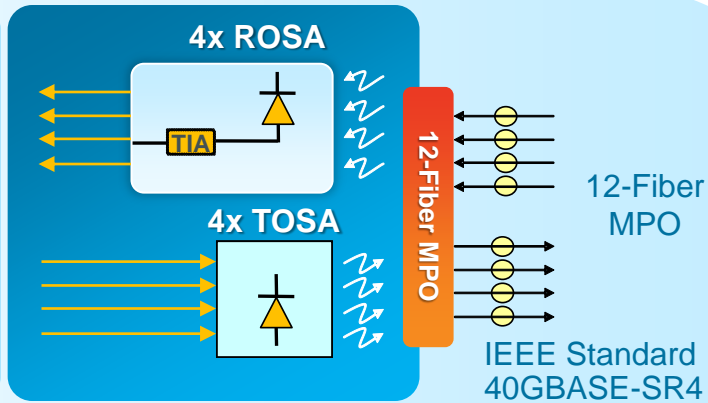 4x ROSA
TIA
4x TOSA
12-Fiber MPO
12-Fiber
MPO
IEEE Standard
40GBASE-SR4